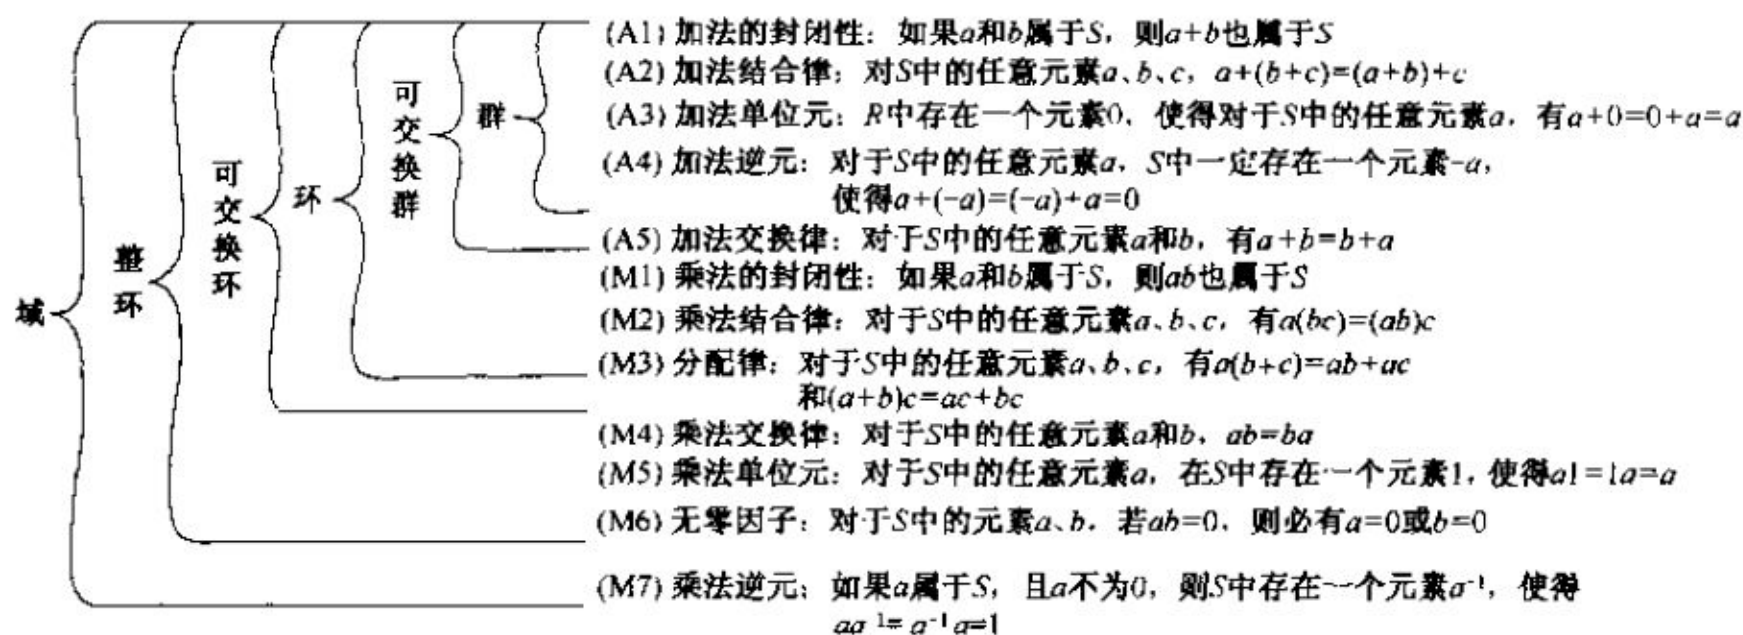 (A1) 加法的封闭性：如果a和b属于S，则a+b也属于S
(A2) 加法结合律：对S中的任意元素a、b、c，a+(b+c)=(a+b)+c
(A3) 加法单位元：R中存在一个元素0，使得对于S中的任意元素a，有a+0=0+a=a
(A4) 加法逆元：对于S中的任意元素a，S中一定存在一个元素-a，
使得a+(-a)=(-a)+a=0
(A5) 加法交换律：对于S中的任意元素a和b，有a+b=b+a
(M1) 乘法的封闭性：如果a和b属于S，则ab也属于S
(M2) 乘法结合律：对于S中的任意元素a、b、c，有a(bc)=(ab)c
(M3) 分配律：对于S中的任意元素a、b、c，有a(b+c)=ab+ac
和(a+b)c=ac+bc
(M4) 乘法交换律：对于S中的任意元素a和b，ab=ba
(M5) 乘法单位元：对于S中的任意元素a，在S中存在一个元素1，使得a1=1a=a
(M6) 无零因子：对于S中的元素a、b，若ab=0，则必有a=0或b=0
(M7) 乘法逆元：如果a属于S，且a不为0，则S中存在一个元素a⁻¹，使得
aa⁻¹=a⁻¹a=1
域
整环
可交换环
环
可交换群
群